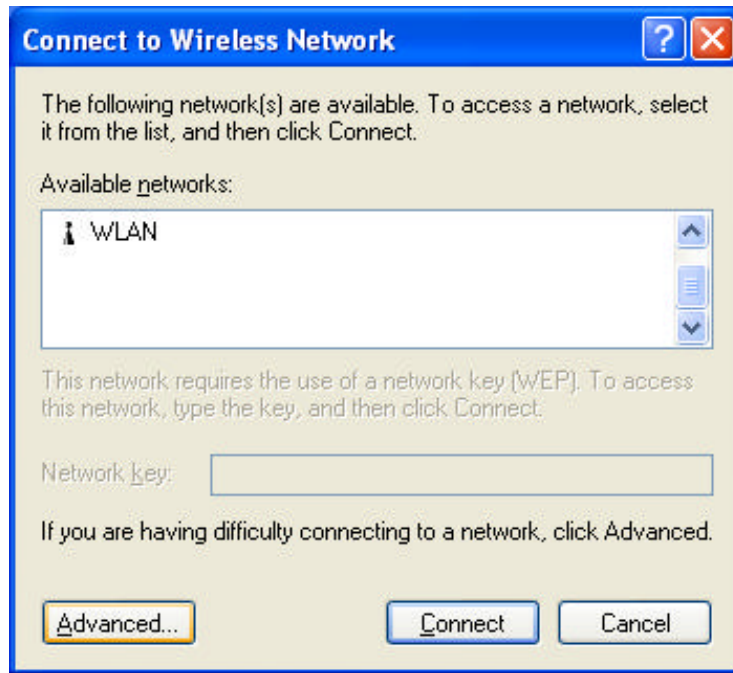 Connect to Wireless Network
?
The following network(s) are available. To access a network, select
it from the list, and then click Connect.
Available networks:
WLAN
This network requires the use of a network key (WEP). To access
this network, type the key, and then click Connect.
Network key:
If you are having difficulty connecting to a network, click Advanced.
Advanced... Connect Cancel